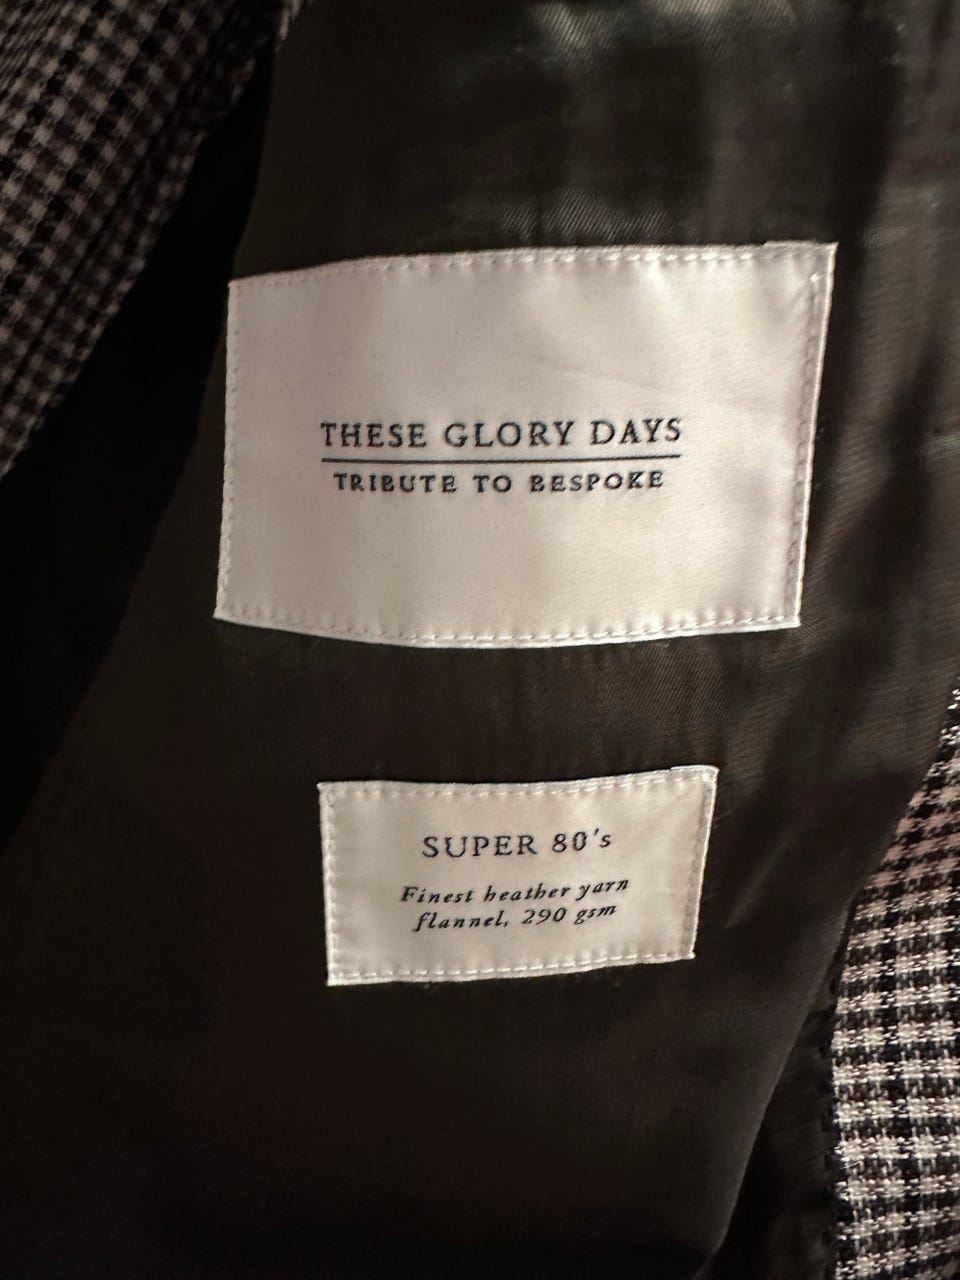 THESE GLORY DAYS
TRIBUTE TO BESPOKE
SUPER 80's
Finest heather yarn
flannel, 290 gsm